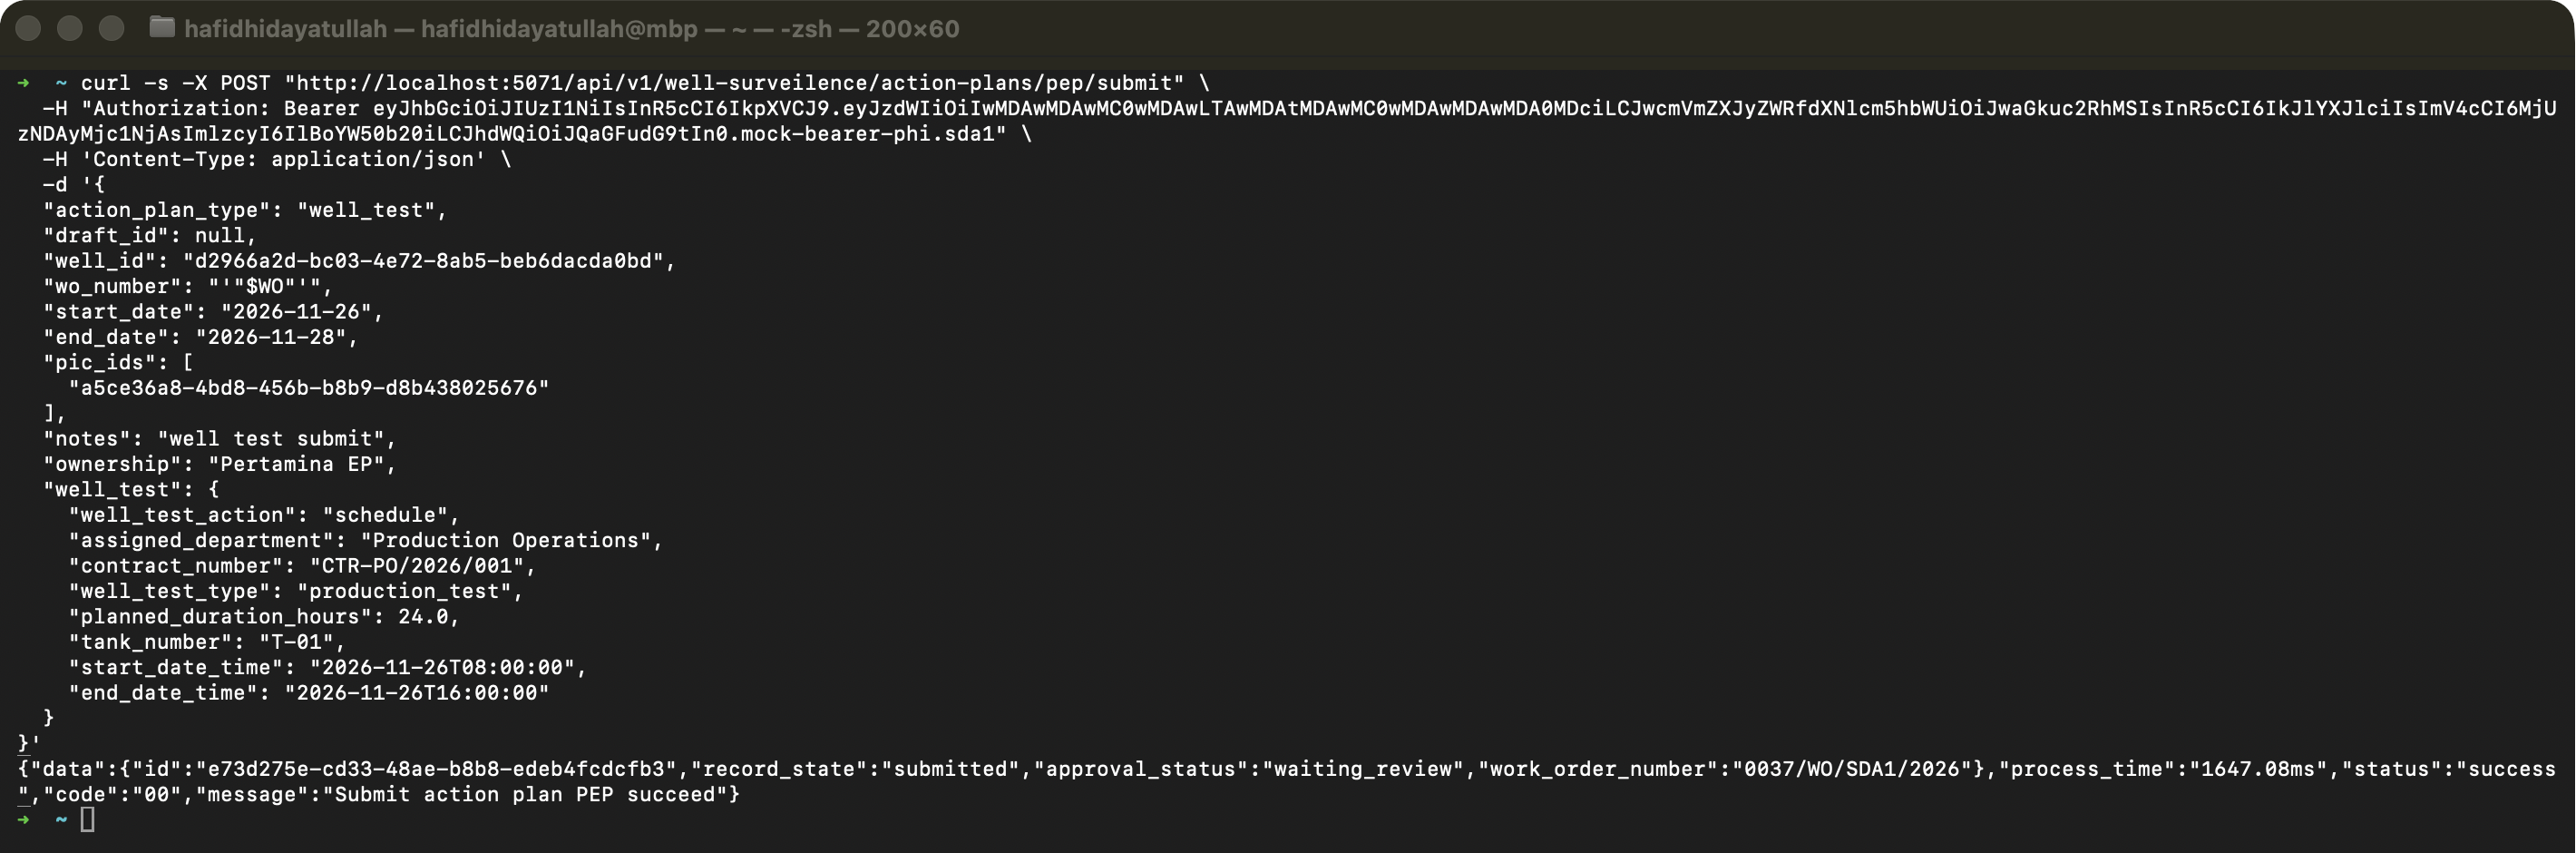 hafidhidayatullah — hafidhidayatullah@mbp — ~ — -zsh — 200×60
➜  ~ curl -s -X POST "http://localhost:5071/api/v1/well-surveilence/action-plans/pep/submit" \
  -H "Authorization: Bearer eyJhbGciOiJIUzI1NiIsInR5cCI6IkpXVCJ9.eyJzdWIiOiIwMDAwMDAwMC0wMDAwLTAwMDAtMDAwMC0wMDAwMDAwMDA0MDciLCJwcmVmZXJyZWRfdXNlcm5hbWUiOiJwaGkuc2RhMSIsInR5cCI6IkJlYXJlciIsImV4cCI6MjU
zNDAyMjc1NjAsImlzcyI6IlBoYW50b20iLCJhdWQiOiJQaGFudG9tIn0.mock-bearer-phi.sda1" \
  -H 'Content-Type: application/json' \
  -d '{
  "action_plan_type": "well_test",
  "draft_id": null,
  "well_id": "d2966a2d-bc03-4e72-8ab5-beb6dacda0bd",
  "wo_number": "'"$WO"'",
  "start_date": "2026-11-26",
  "end_date": "2026-11-28",
  "pic_ids": [
    "a5ce36a8-4bd8-456b-b8b9-d8b438025676"
  ],
  "notes": "well test submit",
  "ownership": "Pertamina EP",
  "well_test": {
    "well_test_action": "schedule",
    "assigned_department": "Production Operations",
    "contract_number": "CTR-PO/2026/001",
    "well_test_type": "production_test",
    "planned_duration_hours": 24.0,
    "tank_number": "T-01",
    "start_date_time": "2026-11-26T08:00:00",
    "end_date_time": "2026-11-26T16:00:00"
  }
}'
{"data":{"id":"e73d275e-cd33-48ae-b8b8-edeb4fcdcfb3","record_state":"submitted","approval_status":"waiting_review","work_order_number":"0037/WO/SDA1/2026"},"process_time":"1647.08ms","status":"success
","code":"00","message":"Submit action plan PEP succeed"}
➜  ~